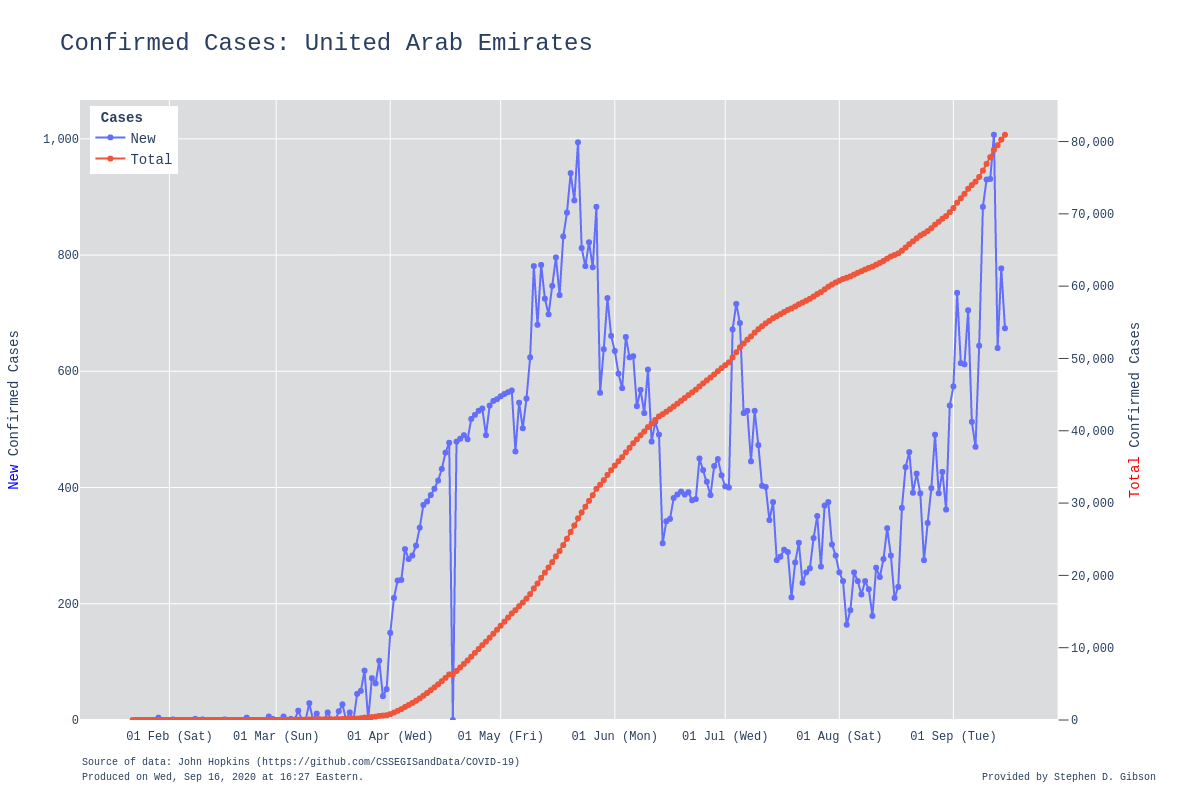 Confirmed Cases: United Arab Emirates
Cases
New
Total
1,000
800
600
400
200
0
80,000
70,000
60,000
50,000
40,000
30,000
20,000
10,000
0
New Confirmed Cases
Total Confirmed Cases
01 Feb (Sat)
01 Mar (Sun)
01 Apr (Wed)
01 May (Fri)
01 Jun (Mon)
01 Jul (Wed)
01 Aug (Sat)
01 Sep (Tue)
Source of data: John Hopkins (https://github.com/CSSEGISandData/COVID-19)
Produced on Wed, Sep 16, 2020 at 16:27 Eastern.
Provided by Stephen D. Gibson